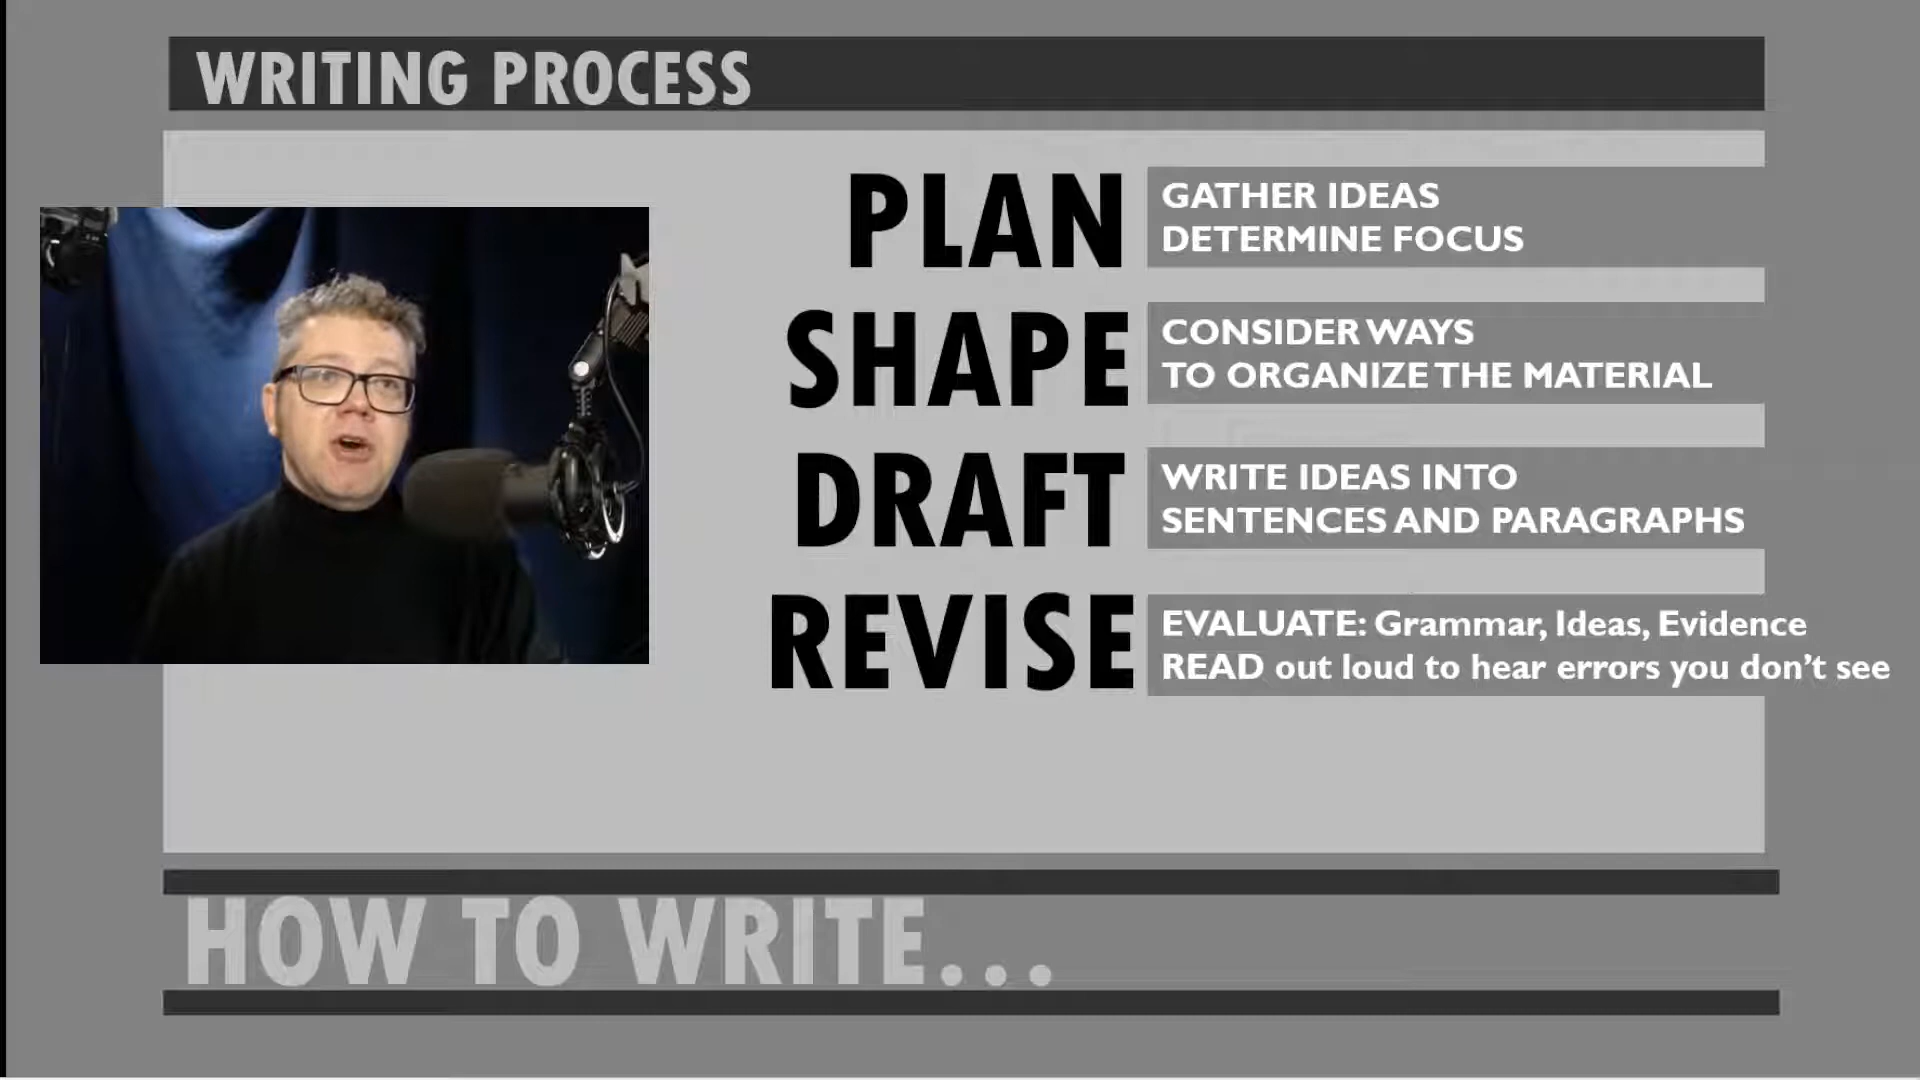 WRITING PROCESS
PLAN
GATHER IDEAS
DETERMINE FOCUS
SHAPE
CONSIDER WAYS
TO ORGANIZE THE MATERIAL
DRAFT
WRITE IDEAS INTO
SENTENCES AND PARAGRAPHS
REVISE
EVALUATE: Grammar, Ideas, Evidence
READ out loud to hear errors you don’t see
HOW TO WRITE...